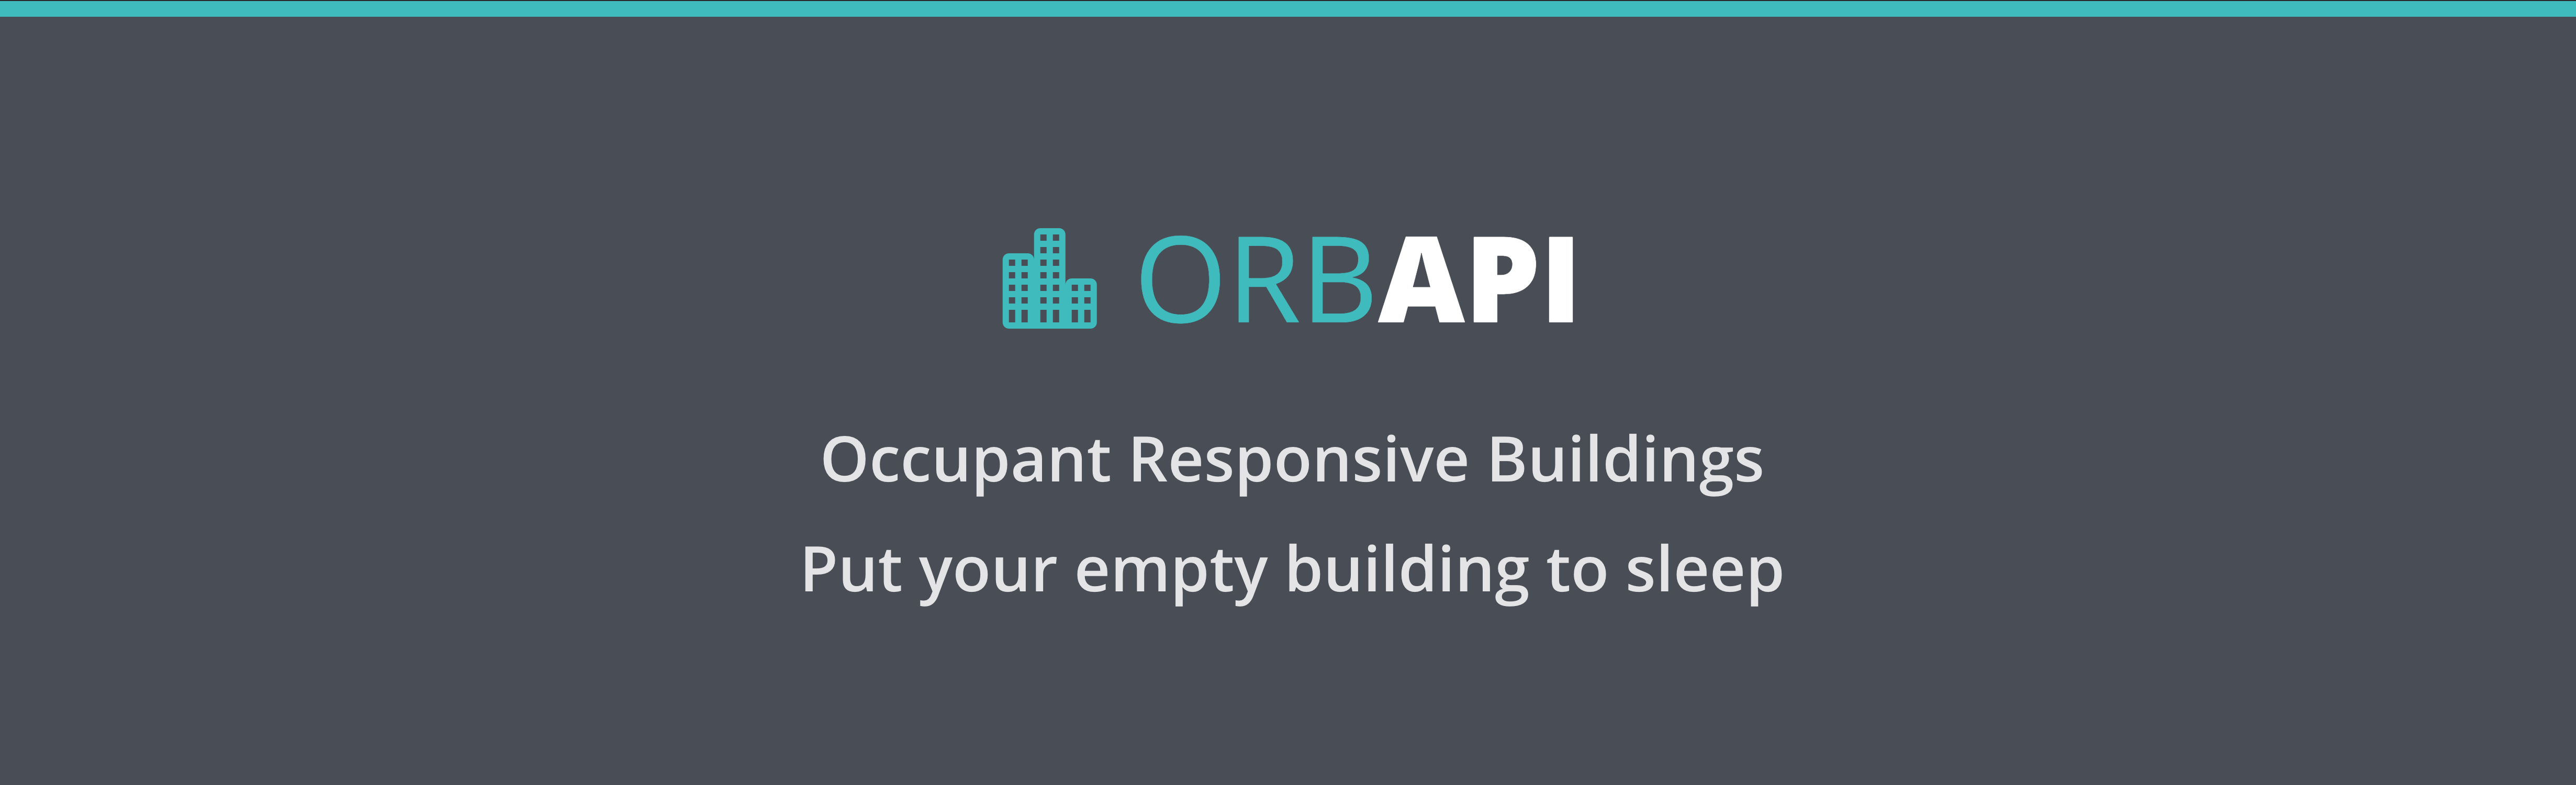 ORBAPI
Occupant Responsive Buildings
Put your empty building to sleep